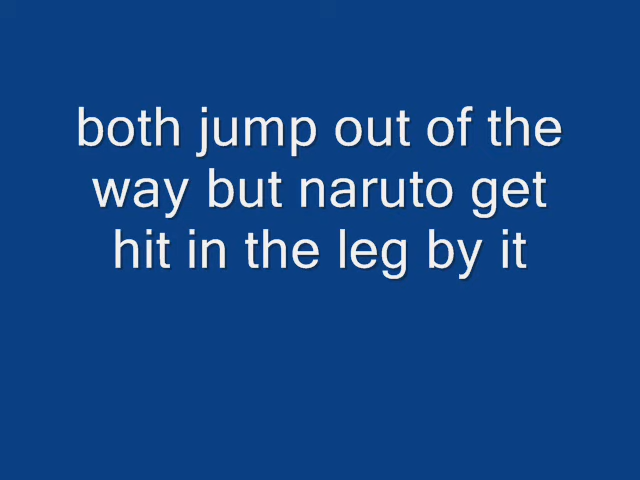 both jump out of the
way but naruto get
hit in the leg by it